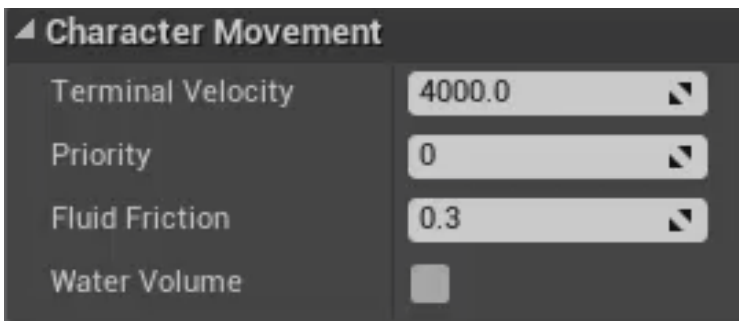 Character Movement
Terminal Velocity 4000.0
Priority 0
Fluid Friction 0.3
Water Volume